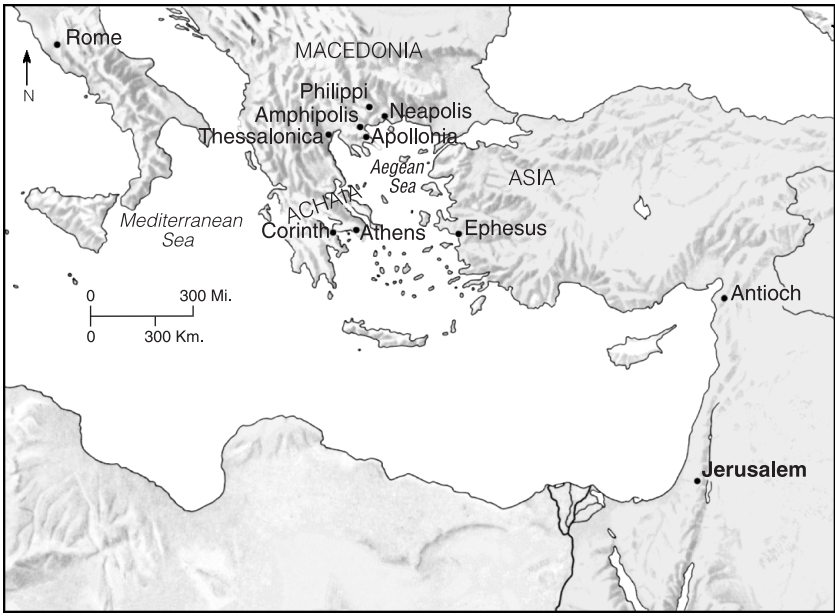 Rome
N
MACEDONIA
Philippi
Amphipolis
Neapolis
Thessalonica
Apollonia
Aegean
Sea
ASIA
ACHAIA
Mediterranean
Sea
Corinth
Athens
Ephesus
0 300 Mi.
0 300 Km.
Antioch
Jerusalem